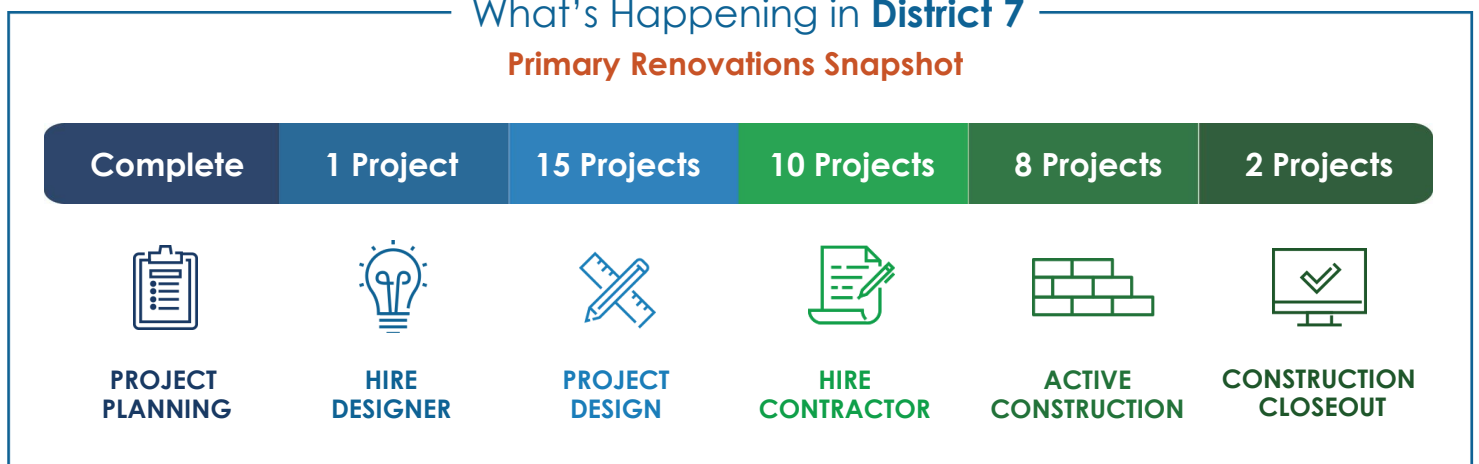 What's Happening in District 7
Primary Renovations Snapshot
Complete
1 Project
15 Projects
10 Projects
8 Projects
2 Projects
PROJECT
PLANNING
HIRE
DESIGNER
PROJECT
DESIGN
HIRE
CONTRACTOR
ACTIVE
CONSTRUCTION
CONSTRUCTION
CLOSEOUT